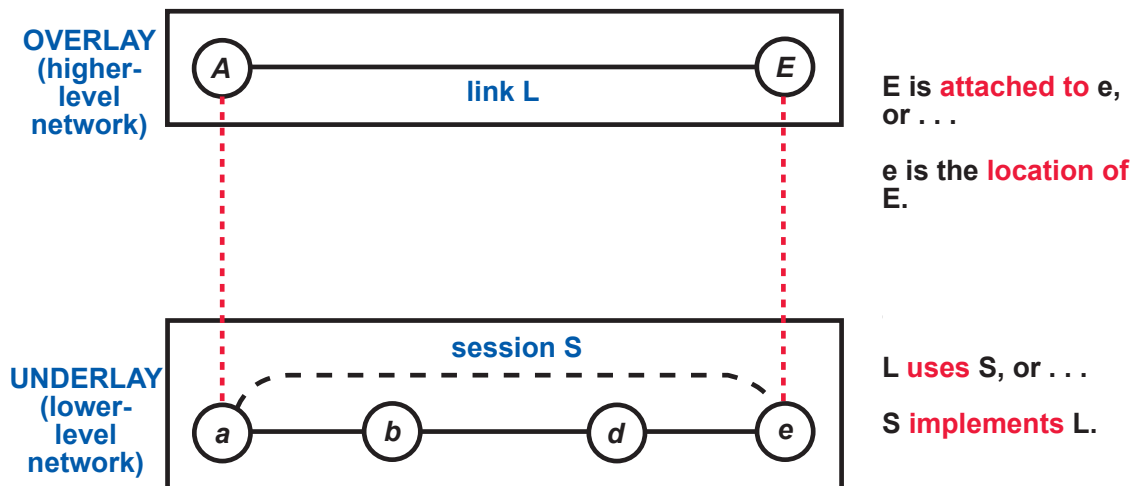 OVERLAY
(higher-
level
network)
A
E
link L
E is attached to e,
or . . .
e is the location of
E.
session S
UNDERLAY
(lower-
level
network)
a
b
d
e
L uses S, or . . .
S implements L.